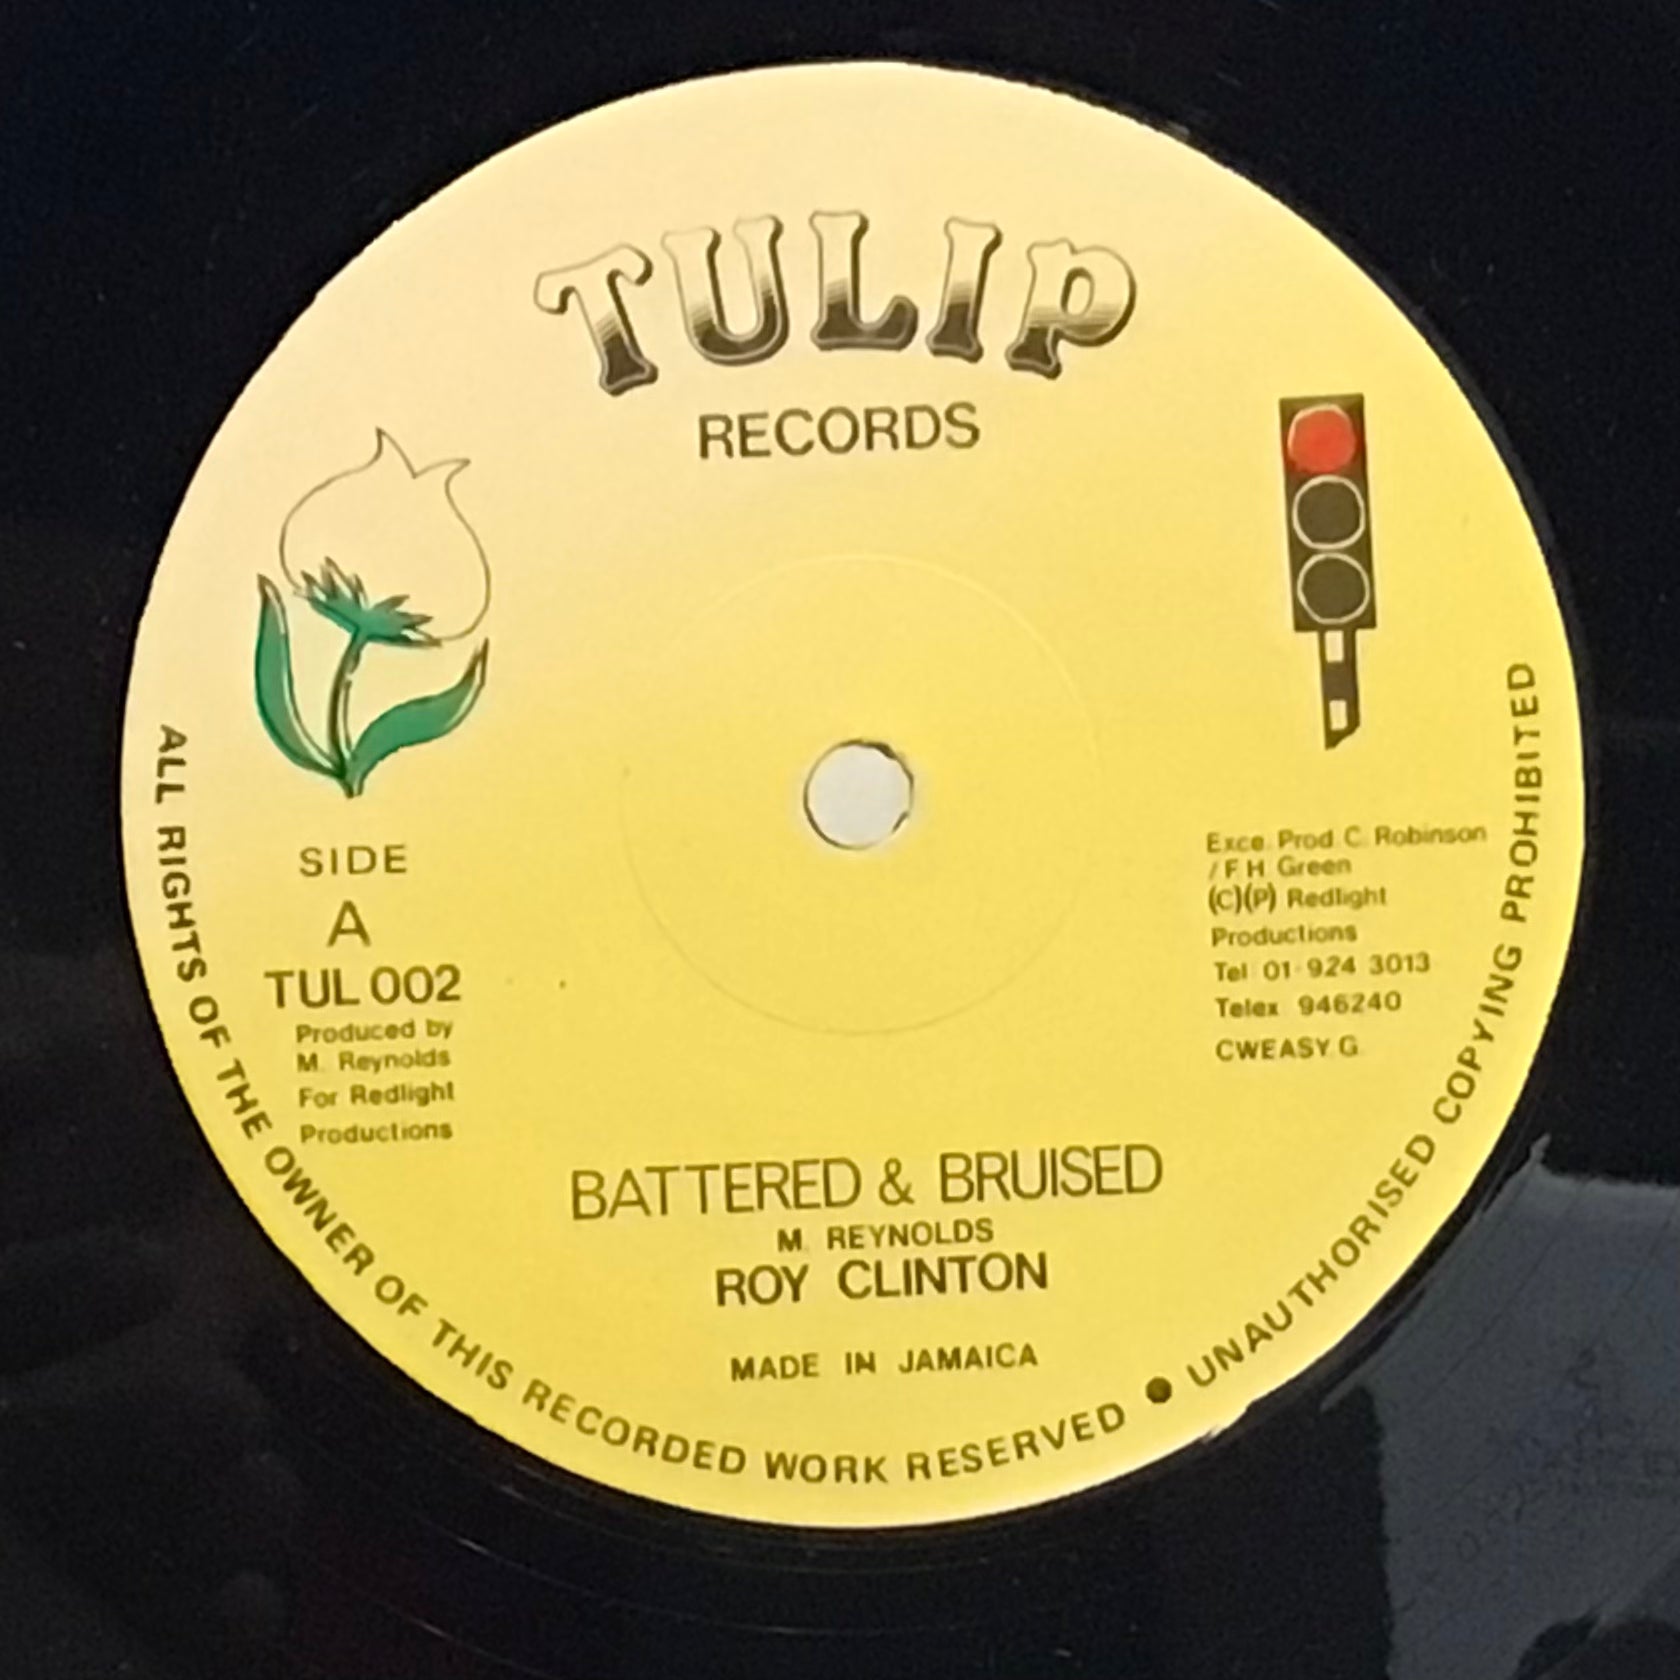 TULIP
RECORDS
SIDE
A
TUL 002
Produced by
M. Reynolds
For Redlight
Productions
Exce. Prod. C. Robinson
/ F. H. Green
(C)(P) Redlight
Productions
Tel 01-924 3013
Telex 946240
CWEASY. G.
BATTERED & BRUISED
M. REYNOLDS
ROY CLINTON
MADE IN JAMAICA
ALL RIGHTS OF THE OWNER OF THIS RECORDED WORK RESERVED ● UNAUTHORISED COPYING PROHIBITED